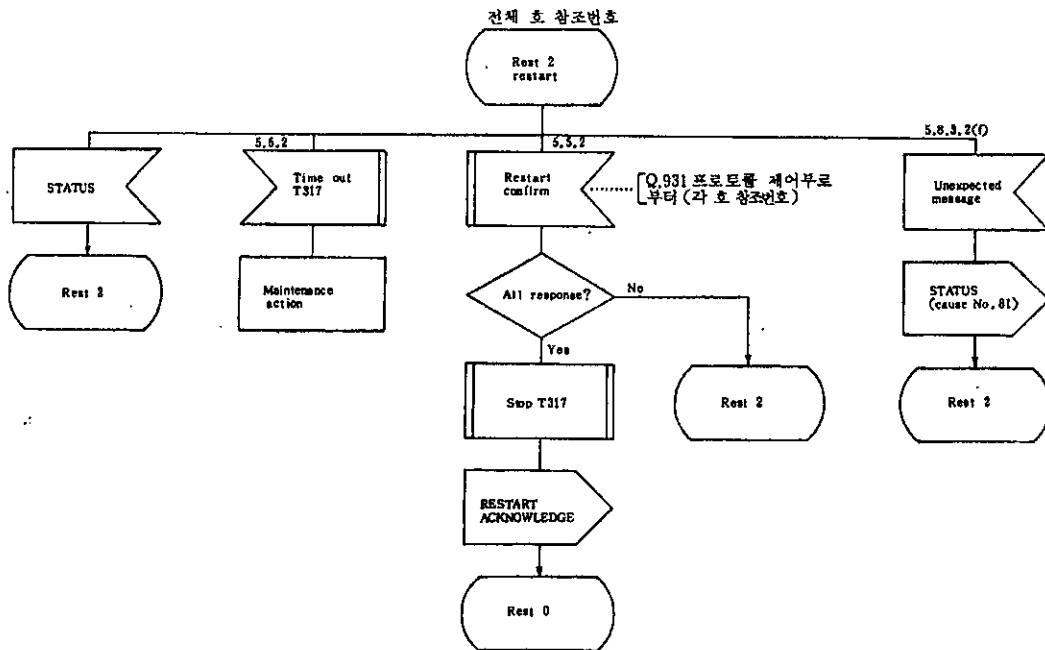 전체 호 참조번호
Rest 2
restart
5.5.2
5.5.2
5.8.3.2(f)
STATUS
Time out
T317
Restart
confirm
Q.931 프로토콜 제어부로
부터 (각 호 참조번호)
Unexpected
message
Rest 2
Maintenance
action
All response?
No
Yes
STATUS
(cause No.81)
Stop T317
Rest 2
Rest 2
RESTART
ACKNOWLEDGE
Rest 0